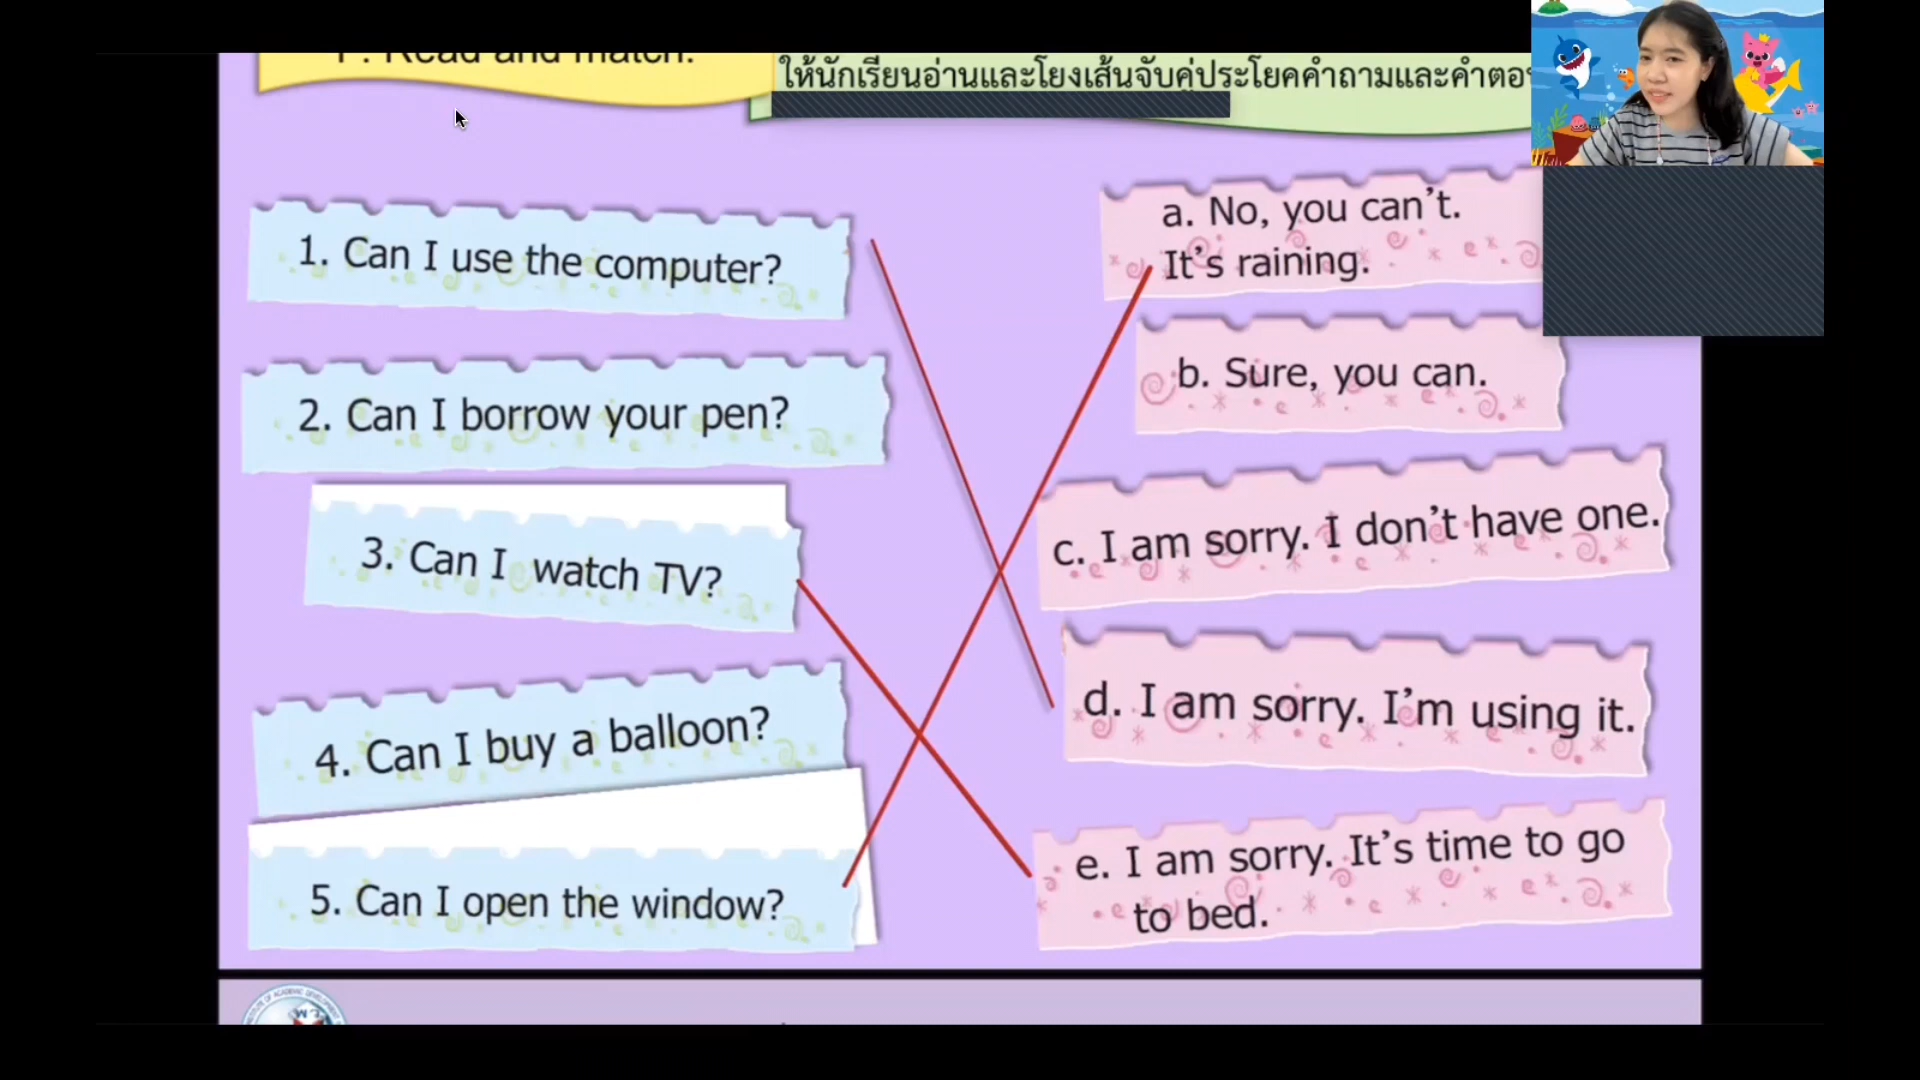 Read and match.
ให้นักเรียนอ่านและโยงเส้นจับคู่ประโยคคำถามและคำตอบ
1. Can I use the computer?
2. Can I borrow your pen?
3. Can I watch TV?
4. Can I buy a balloon?
5. Can I open the window?
a. No, you can't.
It's raining.
b. Sure, you can.
c. I am sorry. I don't have one.
d. I am sorry. I'm using it.
e. I am sorry. It's time to go
to bed.